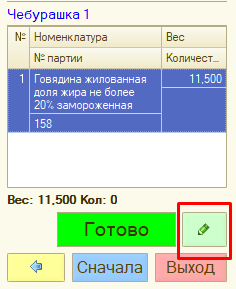 Чебурашка 1
№ Номенклатура Вес
№ партии Количест...
1 Говядина жилованная 11,500
доля жира не более
20% замороженная
158
Вес: 11,500 Кол: 0
Готово
Сначала Выход